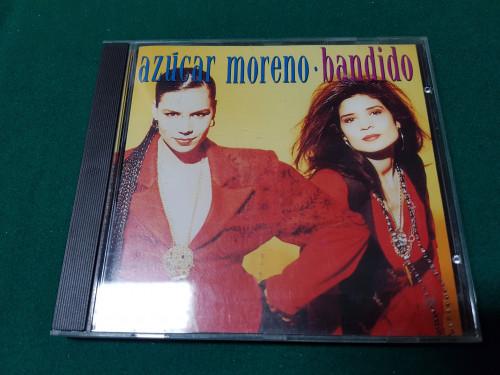 azúcar moreno · bandido